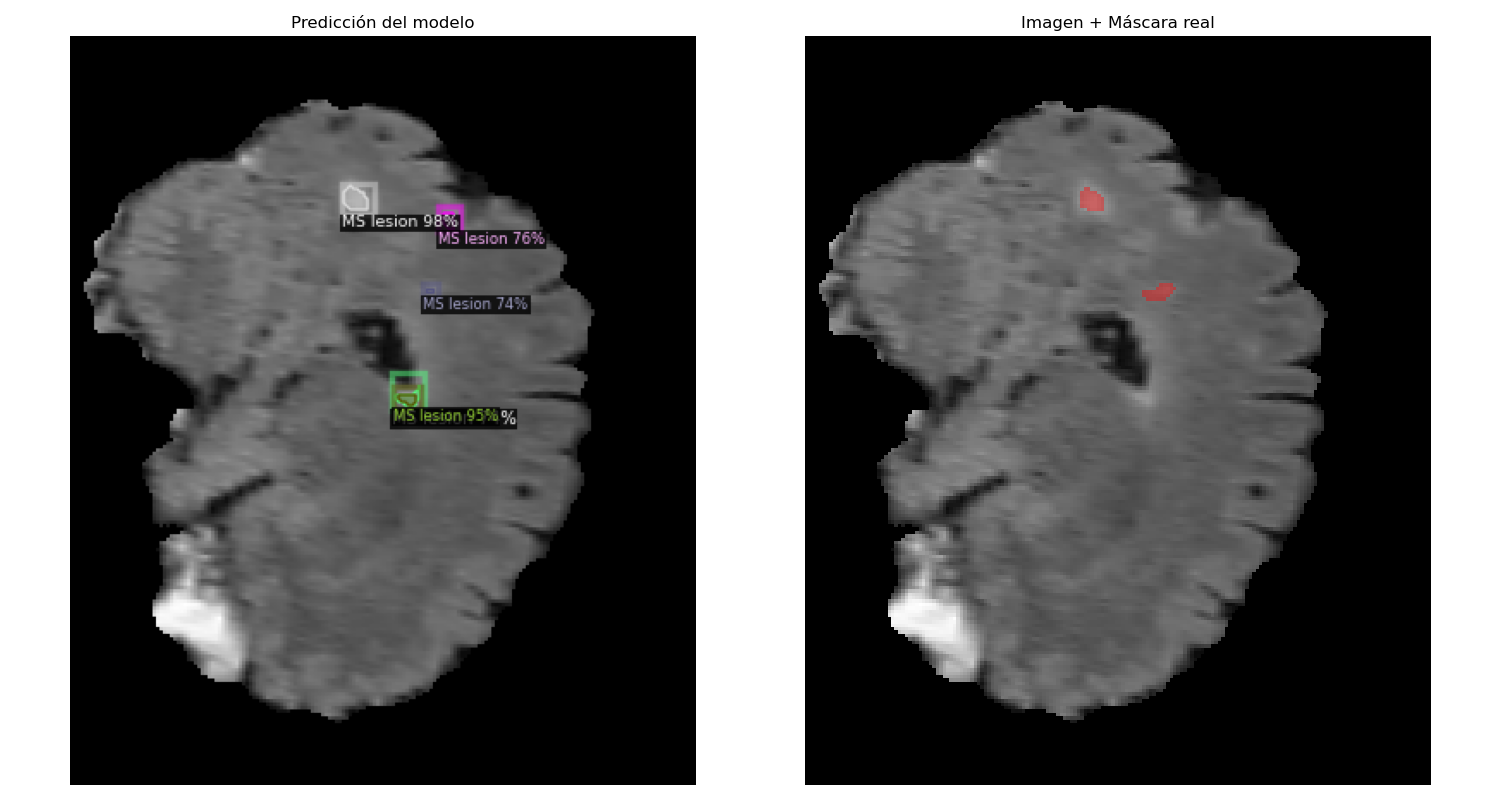 Predicción del modelo
Imagen + Máscara real
MS lesion 98%
MS lesion 76%
MS lesion 74%
MS lesion 95%
%